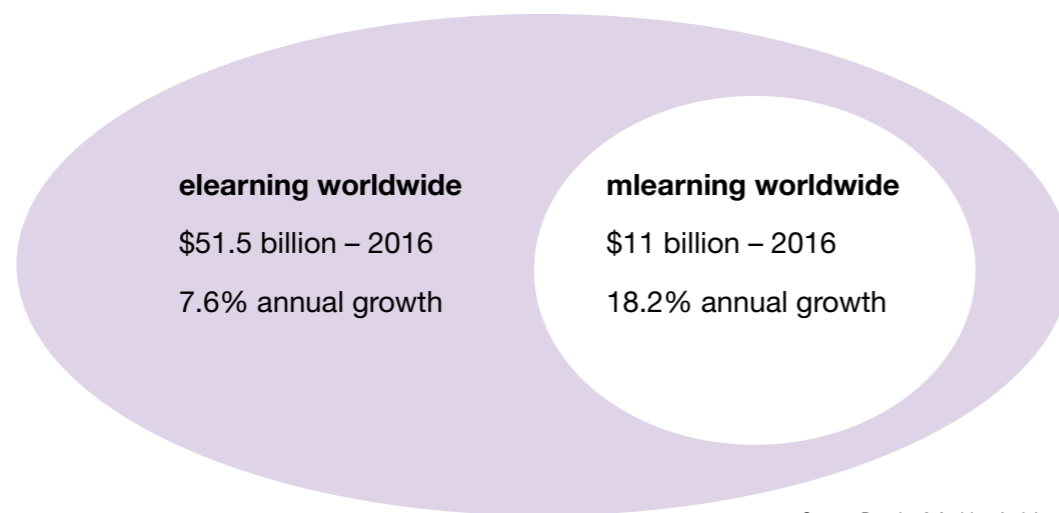 elearning worldwide
$51.5 billion – 2016
7.6% annual growth
mlearning worldwide
$11 billion – 2016
18.2% annual growth